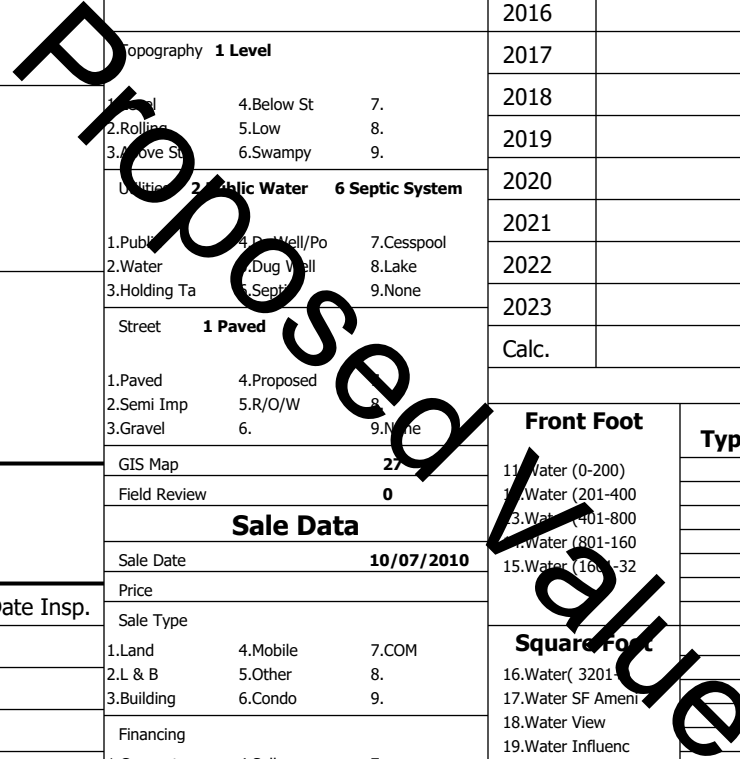 Topography 1 Level
4.Below St 7.
2.Rolling 5.Low 8.
3.Above St 6.Swampy 9.
Utilities 2 Public Water 6 Septic System
4.Dr Well/Po 7.Cesspool
2.Water 5.Dug Well 8.Lake
3.Holding Ta 9.None
Street 1 Paved
1.Paved 4.Proposed
2.Semi Imp 5.R/O/W 8.
3.Gravel 6. 9.None
GIS Map 27
Field Review 0
Sale Data
Sale Date 10/07/2010
Price
Sale Type
1.Land 4.Mobile 7.COM
2.L & B 5.Other 8.
3.Building 6.Condo 9.
Financing
Date Insp.
2016
2017
2018
2019
2020
2021
2022
2023
Calc.
Front Foot
11.Water (0-200)
12.Water (201-400
13.Water (401-800
14.Water (801-160
15.Water (1601-32
Square Foot
16.Water( 3201-
17.Water SF Ameni
18.Water View
19.Water Influenc
Typ
Proposed Value